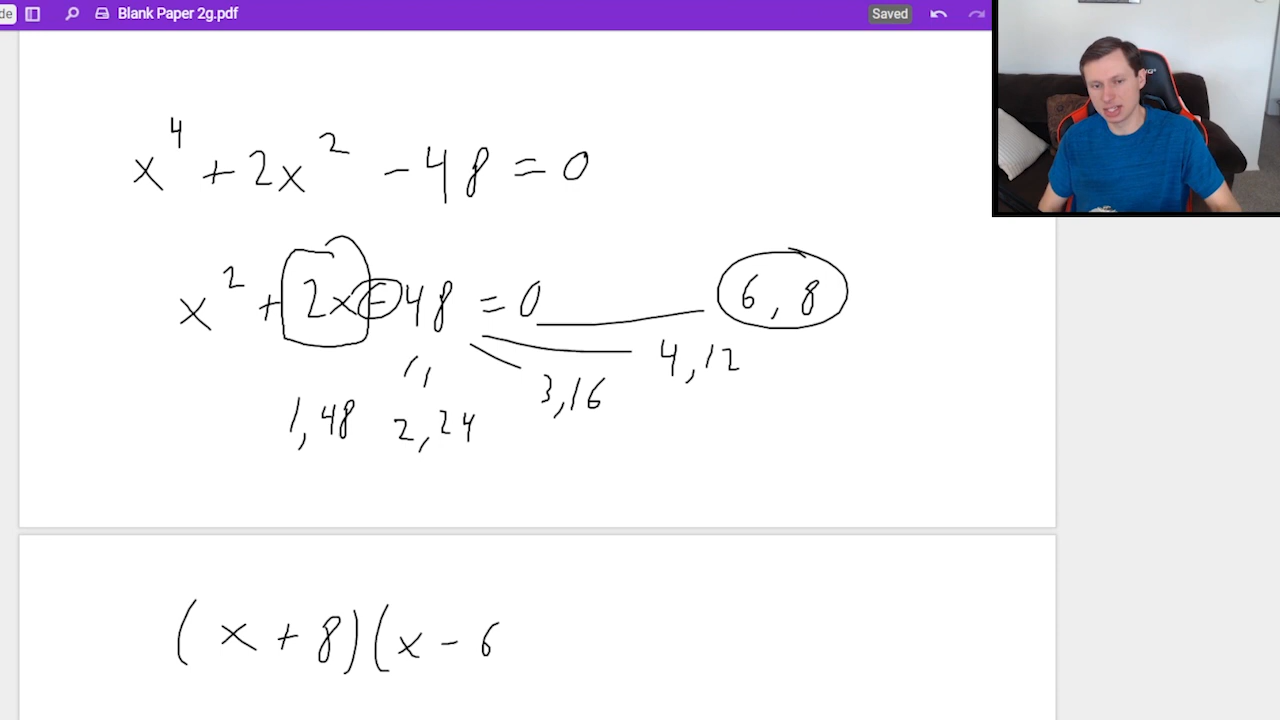 de Blank Paper 2g.pdf Saved
x⁴ + 2x² - 48 = 0
x² + 2x - 48 = 0
6, 8
4, 12
3, 16
1, 48 2, 24
(x + 8)(x - 6